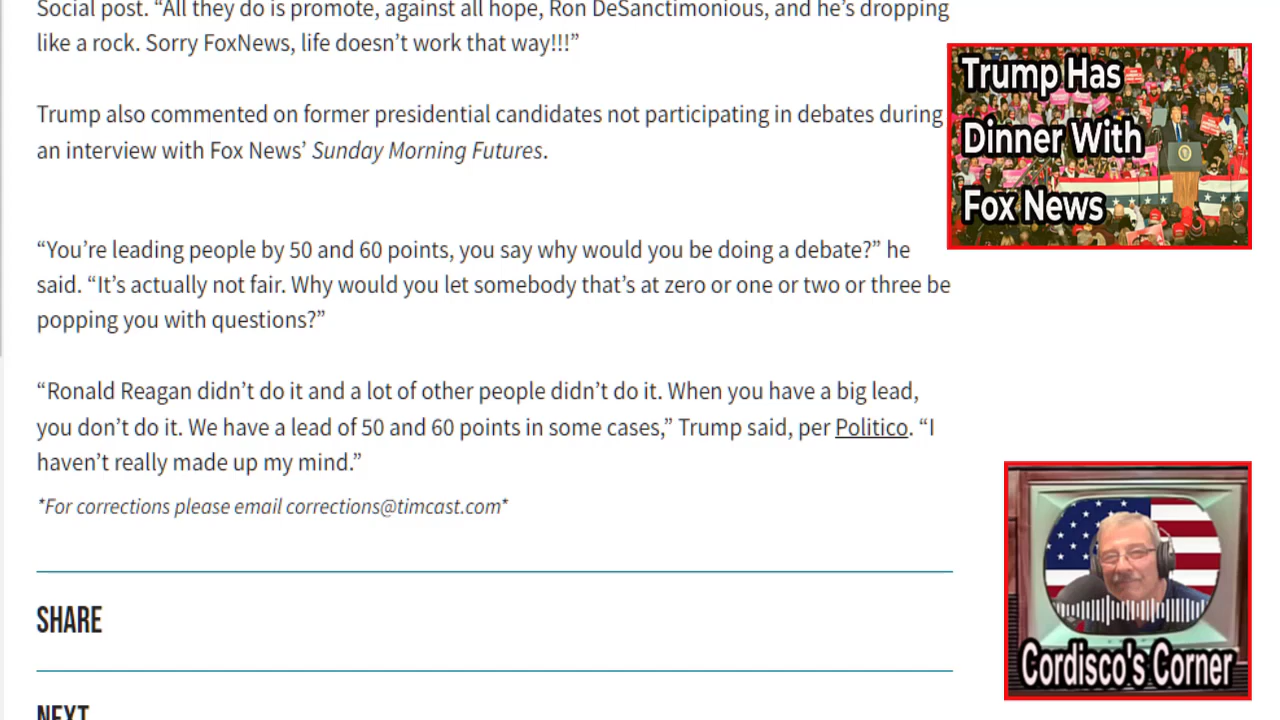 Social post. “All they do is promote, against all hope, Ron DeSanctimonious, and he’s dropping
like a rock. Sorry FoxNews, life doesn’t work that way!!!”
Trump also commented on former presidential candidates not participating in debates during
an interview with Fox News’ Sunday Morning Futures.
“You’re leading people by 50 and 60 points, you say why would you be doing a debate?” he
said. “It’s actually not fair. Why would you let somebody that’s at zero or one or two or three be
popping you with questions?”
“Ronald Reagan didn’t do it and a lot of other people didn’t do it. When you have a big lead,
you don’t do it. We have a lead of 50 and 60 points in some cases,” Trump said, per Politico. “I
haven’t really made up my mind.”
*For corrections please email corrections@timcast.com*
SHARE
NEXT
Trump Has
Dinner With
Fox News
Cordisco's Corner